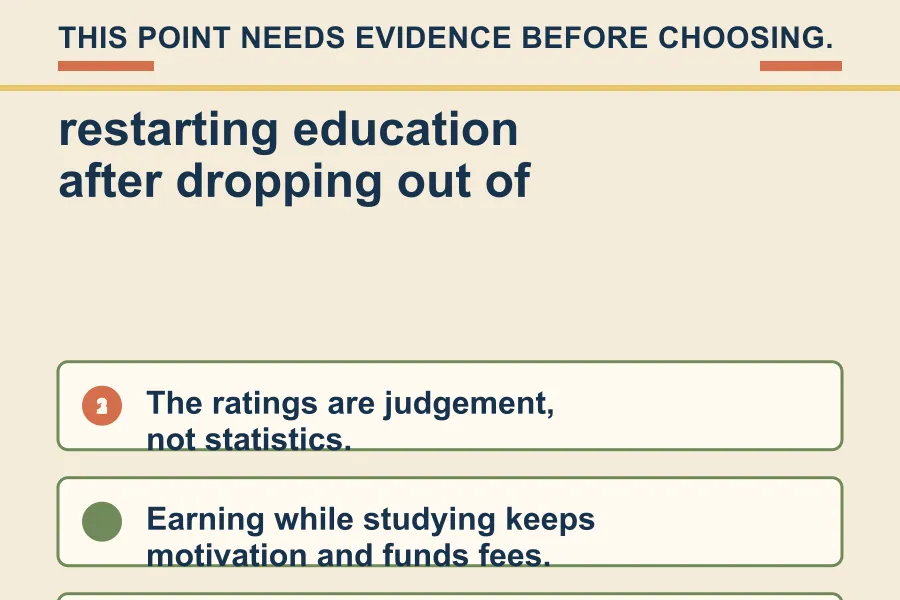 THIS POINT NEEDS EVIDENCE BEFORE CHOOSING.
restarting education
after dropping out of
The ratings are judgement,
not statistics.
Earning while studying keeps
motivation and funds fees.